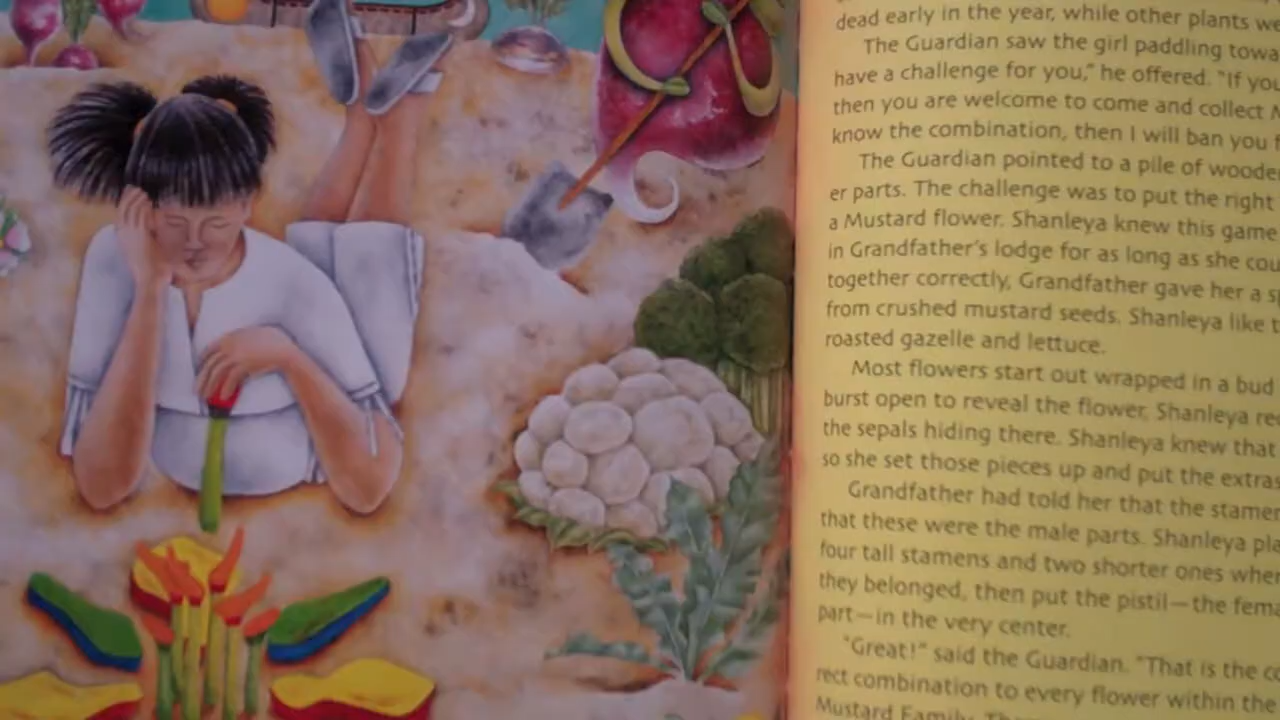 dead early in the year, while other plants we
The Guardian saw the girl paddling towa
have a challenge for you," he offered. "If you
then you are welcome to come and collect M
know the combination, then I will ban you f
The Guardian pointed to a pile of wooden
er parts. The challenge was to put the right
a Mustard flower. Shanleya knew this game
in Grandfather's lodge for as long as she cou
together correctly, Grandfather gave her a sp
from crushed mustard seeds. Shanleya like t
roasted gazelle and lettuce.
Most flowers start out wrapped in a bud
burst open to reveal the flower. Shanleya rec
the sepals hiding there. Shanleya knew that
so she set those pieces up and put the extras
Grandfather had told her that the stamen
that these were the male parts. Shanleya pla
four tall stamens and two shorter ones wher
they belonged, then put the pistil—the fema
part—in the very center.
"Great!" said the Guardian. "That is the co
rect combination to every flower within the
Mustard Family.